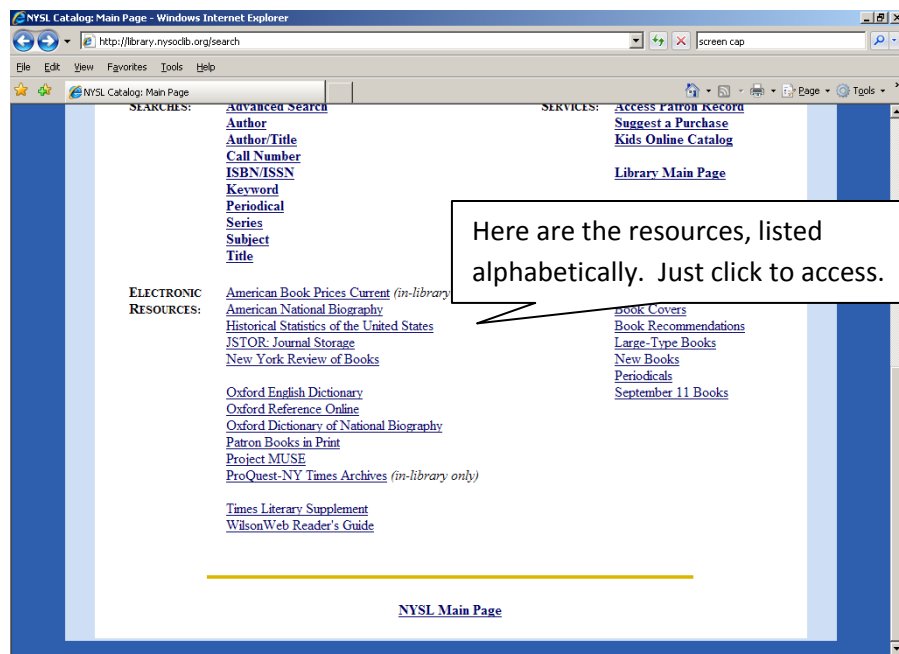 NYSL Catalog: Main Page - Windows Internet Explorer
http://library.nysoclib.org/search
screen cap
File Edit View Favorites Tools Help
NYSL Catalog: Main Page
Page Tools
SEARCHES:
Advanced Search
Author
Author/Title
Call Number
ISBN/ISSN
Keyword
Periodical
Series
Subject
Title
SERVICES:
Access Patron Record
Suggest a Purchase
Kids Online Catalog
Library Main Page
Here are the resources, listed
alphabetically. Just click to access.
ELECTRONIC
RESOURCES:
American Book Prices Current (in-library
American National Biography
Historical Statistics of the United States
JSTOR: Journal Storage
New York Review of Books
Oxford English Dictionary
Oxford Reference Online
Oxford Dictionary of National Biography
Patron Books in Print
Project MUSE
ProQuest-NY Times Archives (in-library only)
Times Literary Supplement
WilsonWeb Reader's Guide
Book Covers
Book Recommendations
Large-Type Books
New Books
Periodicals
September 11 Books
NYSL Main Page